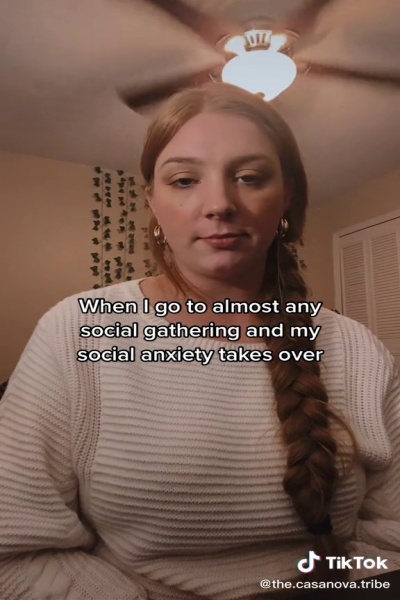 When I go to almost any
social gathering and my
social anxiety takes over
TikTok
@the.casanova.tribe